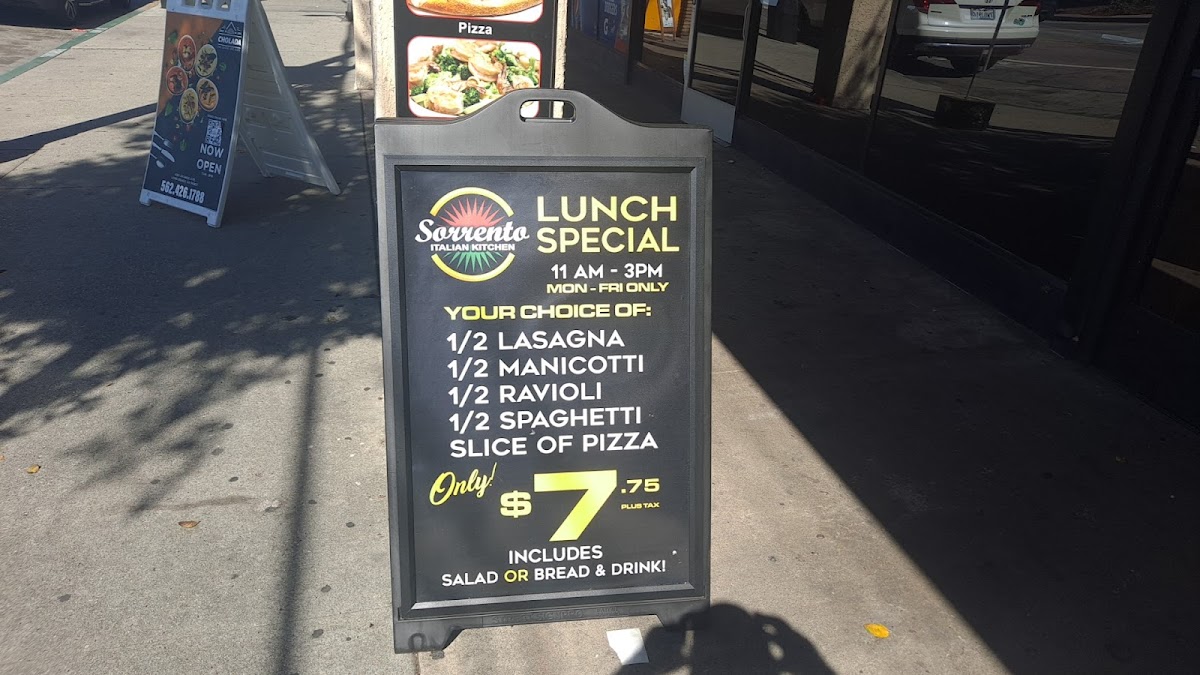 Pizza
CHOLADA
NOW
OPEN
562.426.1788
Sorrento
ITALIAN KITCHEN
LUNCH
SPECIAL
11 AM - 3PM
MON - FRI ONLY
YOUR CHOICE OF:
1/2 LASAGNA
1/2 MANICOTTI
1/2 RAVIOLI
1/2 SPAGHETTI
SLICE OF PIZZA
Only!
$7.75
PLUS TAX
INCLUDES
SALAD OR BREAD & DRINK!